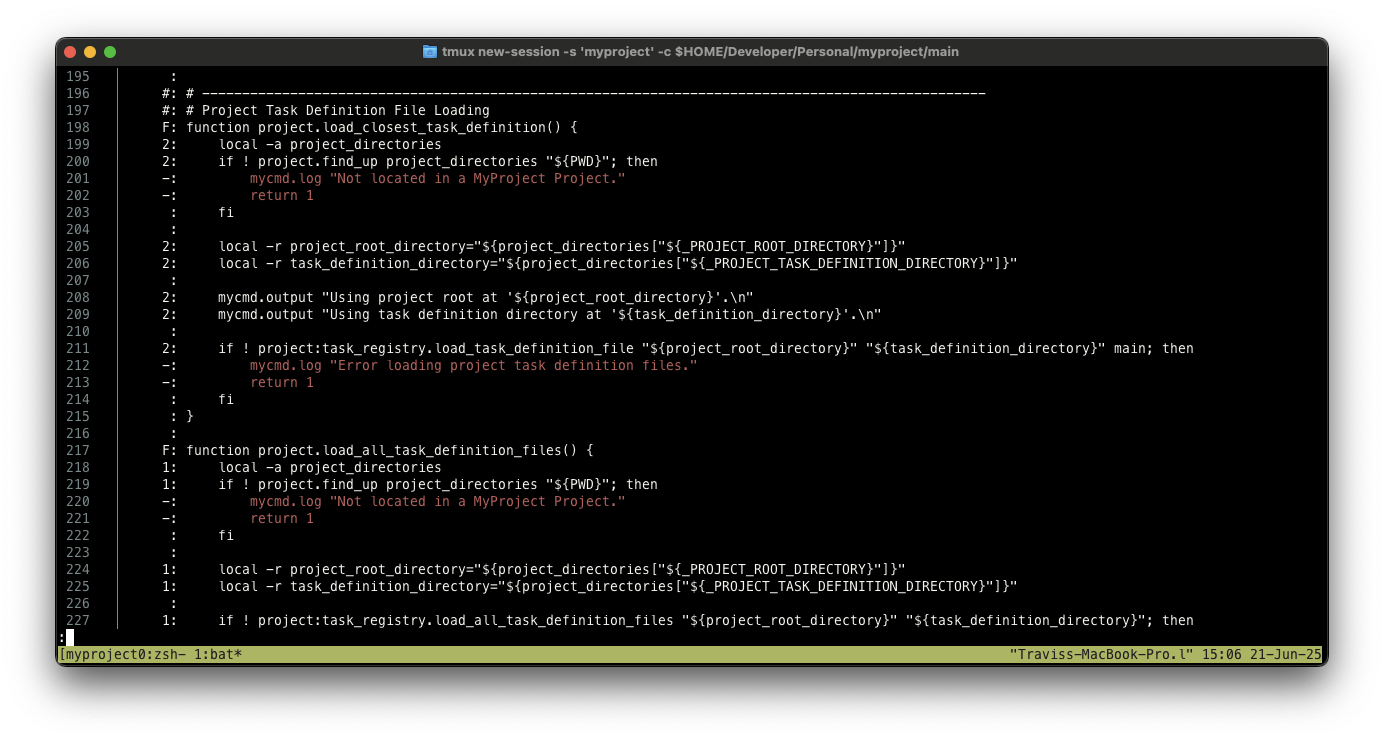 tmux new-session -s 'myproject' -c $HOME/Developer/Personal/myproject/main
195 :
196 #: # --------------------------------------------------------------------------------------------------
197 #: # Project Task Definition File Loading
198 F: function project.load_closest_task_definition() {
199 2:     local -a project_directories
200 2:     if ! project.find_up project_directories "${PWD}"; then
201 -:         mycmd.log "Not located in a MyProject Project."
202 -:         return 1
203 :     fi
204 :
205 2:     local -r project_root_directory="${project_directories["${_PROJECT_ROOT_DIRECTORY}"]}"
206 2:     local -r task_definition_directory="${project_directories["${_PROJECT_TASK_DEFINITION_DIRECTORY}"]}"
207 :
208 2:     mycmd.output "Using project root at '${project_root_directory}'.\n"
209 2:     mycmd.output "Using task definition directory at '${task_definition_directory}'.\n"
210 :
211 2:     if ! project:task_registry.load_task_definition_file "${project_root_directory}" "${task_definition_directory}" main; then
212 -:         mycmd.log "Error loading project task definition files."
213 -:         return 1
214 :     fi
215 : }
216 :
217 F: function project.load_all_task_definition_files() {
218 1:     local -a project_directories
219 1:     if ! project.find_up project_directories "${PWD}"; then
220 -:         mycmd.log "Not located in a MyProject Project."
221 -:         return 1
222 :     fi
223 :
224 1:     local -r project_root_directory="${project_directories["${_PROJECT_ROOT_DIRECTORY}"]}"
225 1:     local -r task_definition_directory="${project_directories["${_PROJECT_TASK_DEFINITION_DIRECTORY}"]}"
226 :
227 1:     if ! project:task_registry.load_all_task_definition_files "${project_root_directory}" "${task_definition_directory}"; then
:
[myproject0:zsh- 1:bat* "Traviss-MacBook-Pro.l" 15:06 21-Jun-25